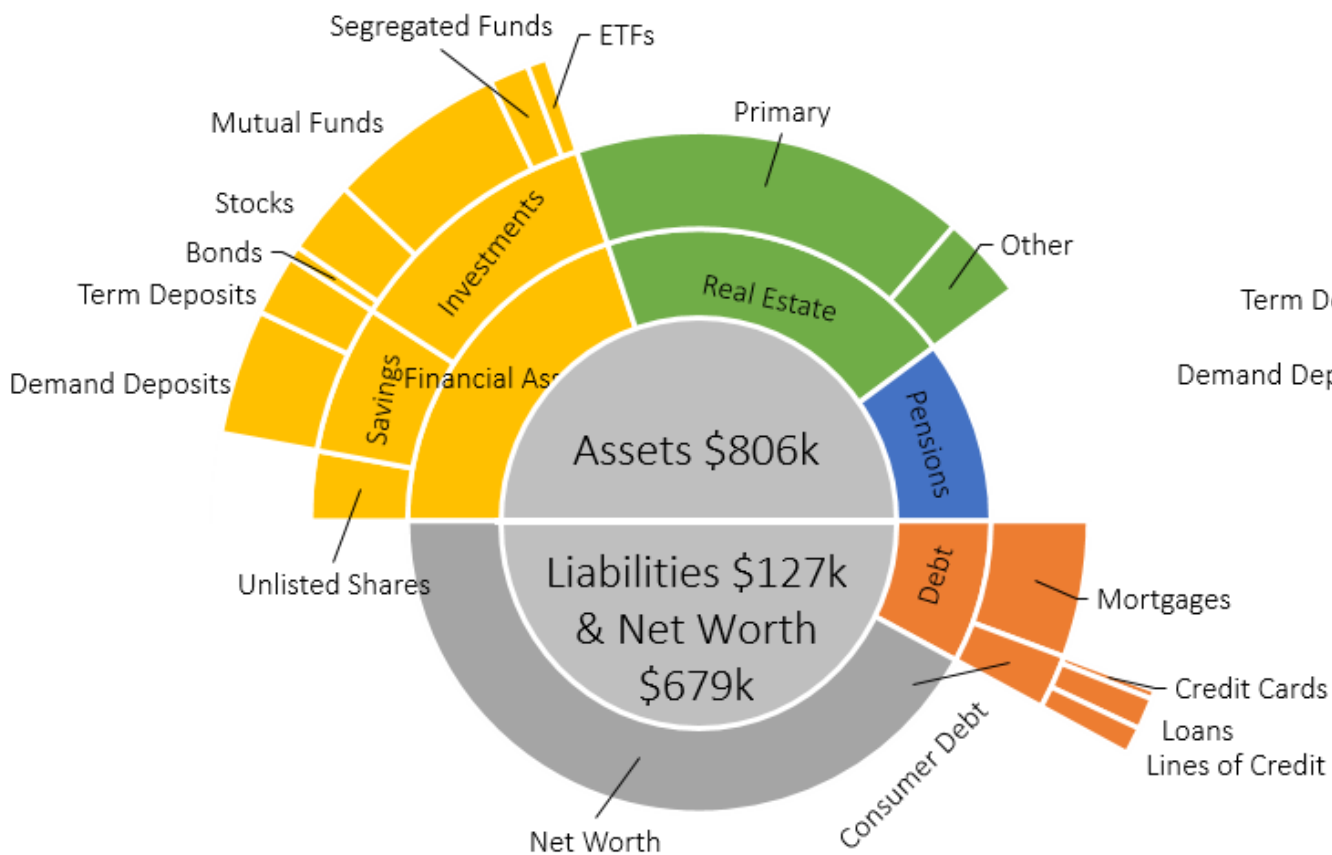 Segregated Funds
ETFs
Mutual Funds
Primary
Stocks
Bonds
Other
Term Deposits
Investments
Real Estate
Term De
Demand Deposits
Savings
Financial Ass
Demand Dep
Pensions
Assets $806k
Unlisted Shares
Liabilities $127k
& Net Worth
$679k
Debt
Mortgages
Credit Cards
Loans
Lines of Credit
Consumer Debt
Net Worth